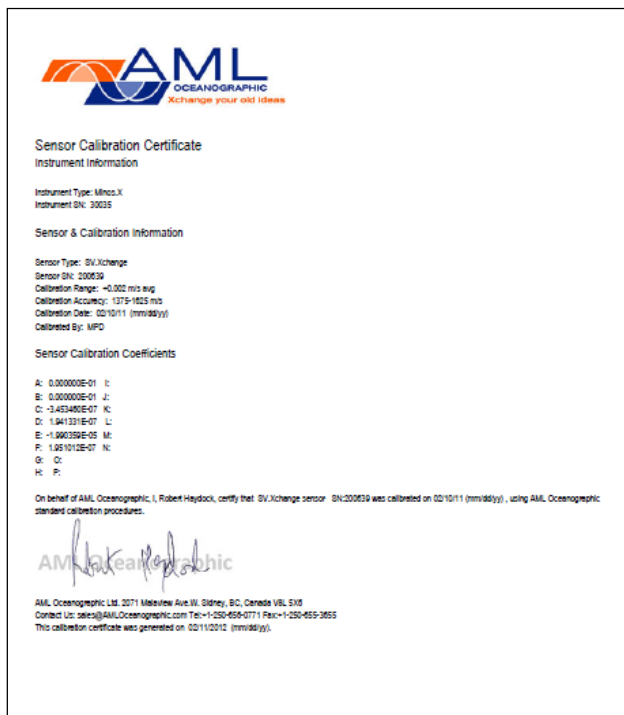 AML
OCEANOGRAPHIC
Xchange your old ideas
Sensor Calibration Certificate
Instrument Information
Instrument Type: Minos.X
Instrument SN: 30035
Sensor & Calibration Information
Sensor Type: SV.Xchange
Sensor SN: 200639
Calibration Range: +0.002 m/s avg
Calibration Accuracy: 1375-1625 m/s
Calibration Date: 02/10/11 (mm/dd/yy)
Calibrated By: MPD
Sensor Calibration Coefficients
A: 0.000000E-01 I:
B: 0.000000E-01 J:
C: -3.453460E-07 K:
D: 1.941331E-07 L:
E: -1.990359E-05 M:
F: 1.951012E-07 N:
G: O:
H: P:
On behalf of AML Oceanographic, I, Robert Haydock, certify that SV.Xchange sensor SN:200639 was calibrated on 02/10/11 (mm/dd/yy) , using AML Oceanographic
standard calibration procedures.
AML Oceanographic
AML Oceanographic Ltd. 2071 Malaview Ave.W. Sidney, BC, Canada V8L 5X6
Contact Us: sales@AMLOceanographic.com Tel:+1-250-656-0771 Fax:+1-250-655-3655
This calibration certificate was generated on 02/11/2012 (mm/dd/yy).